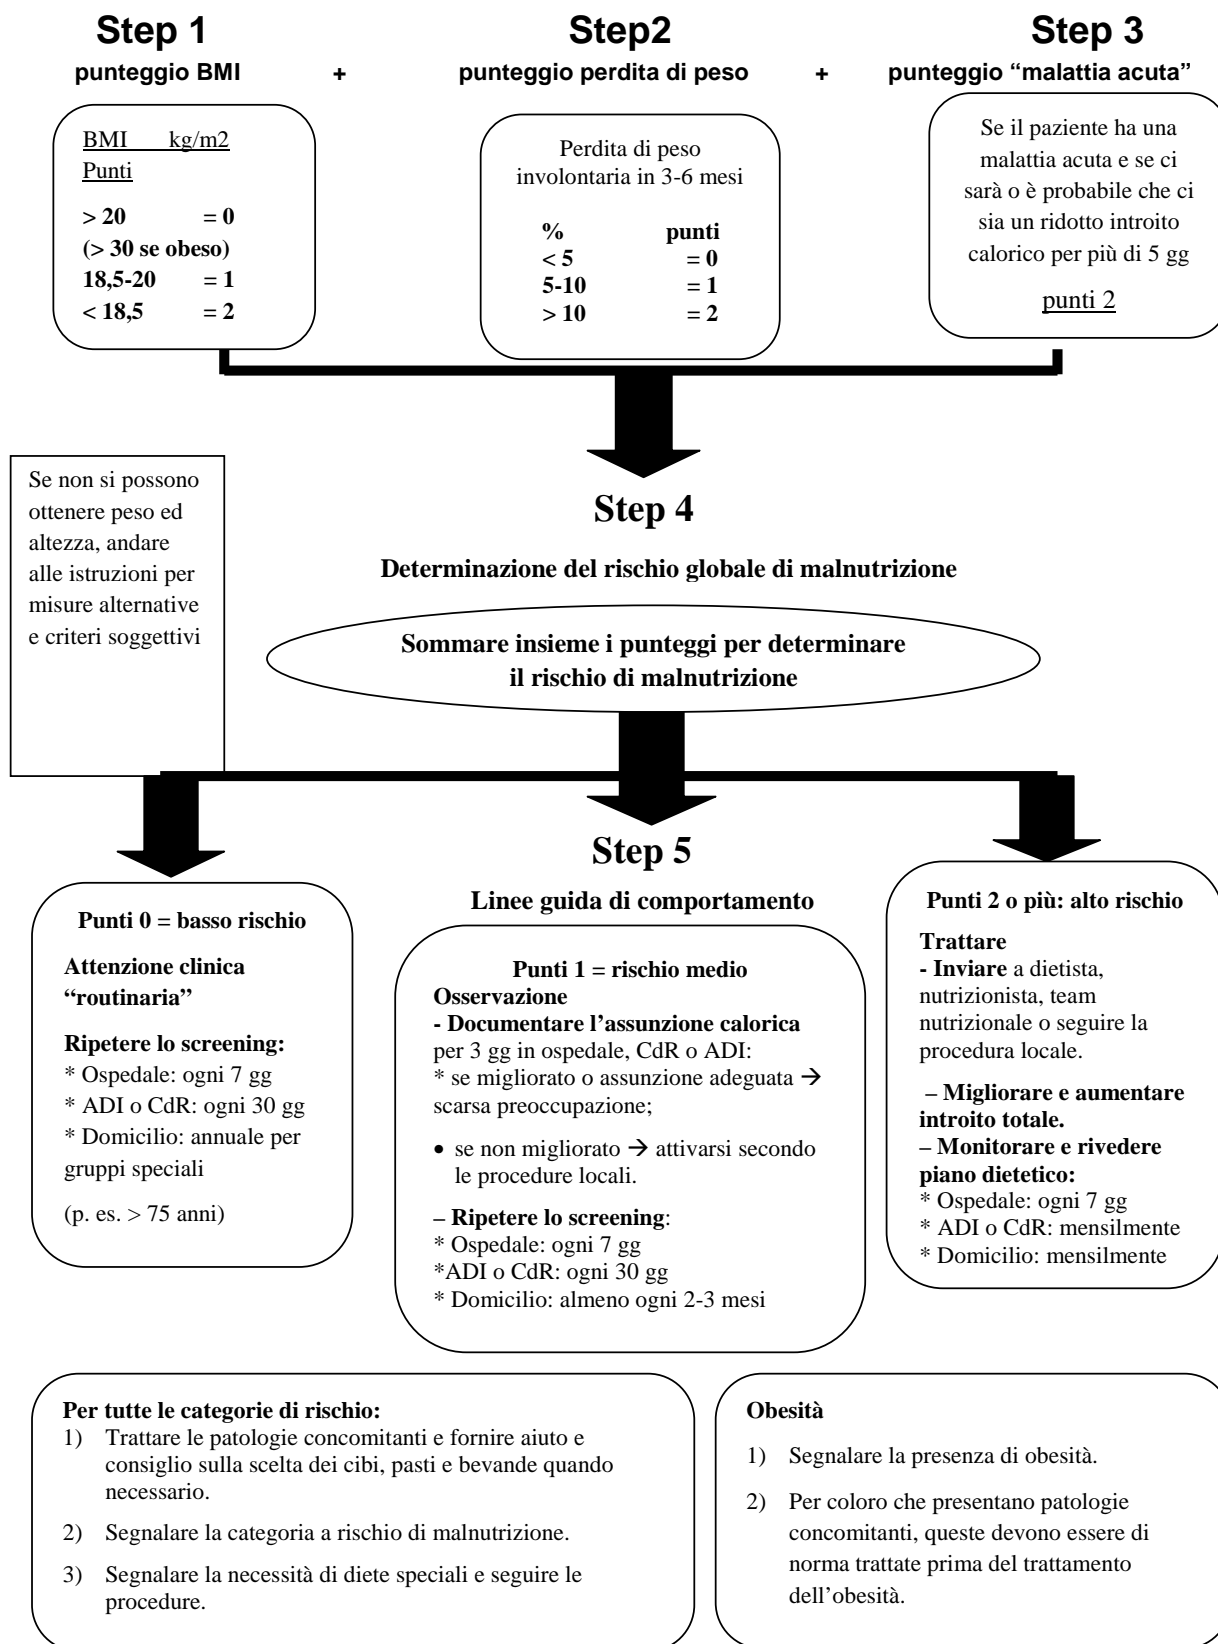 Step 1
Step2
Step 3
punteggio BMI + punteggio perdita di peso + punteggio “malattia acuta”
BMI kg/m2
Punti
> 20 = 0
(> 30 se obeso)
18,5-20 = 1
< 18,5 = 2
Perdita di peso
involontaria in 3-6 mesi
% punti
< 5 = 0
5-10 = 1
> 10 = 2
Se il paziente ha una
malattia acuta e se ci
sarà o è probabile che ci
sia un ridotto introito
calorico per più di 5 gg
punti 2
Se non si possono
ottenere peso ed
altezza, andare
alle istruzioni per
misure alternative
e criteri soggettivi
Step 4
Determinazione del rischio globale di malnutrizione
Sommare insieme i punteggi per determinare
il rischio di malnutrizione
Step 5
Linee guida di comportamento
Punti 0 = basso rischio
Attenzione clinica
“routinaria”
Ripetere lo screening:
* Ospedale: ogni 7 gg
* ADI o CdR: ogni 30 gg
* Domicilio: annuale per
gruppi speciali
(p. es. > 75 anni)
Punti 1 = rischio medio
Osservazione
- Documentare l’assunzione calorica
per 3 gg in ospedale, CdR o ADI:
* se migliorato o assunzione adeguata →
scarsa preoccupazione;
• se non migliorato → attivarsi secondo
le procedure locali.
– Ripetere lo screening:
* Ospedale: ogni 7 gg
*ADI o CdR: ogni 30 gg
* Domicilio: almeno ogni 2-3 mesi
Punti 2 o più: alto rischio
Trattare
- Inviare a dietista,
nutrizionista, team
nutrizionale o seguire la
procedura locale.
– Migliorare e aumentare
introito totale.
– Monitorare e rivedere
piano dietetico:
* Ospedale: ogni 7 gg
* ADI o CdR: mensilmente
* Domicilio: mensilmente
Per tutte le categorie di rischio:
1) Trattare le patologie concomitanti e fornire aiuto e
consiglio sulla scelta dei cibi, pasti e bevande quando
necessario.
2) Segnalare la categoria a rischio di malnutrizione.
3) Segnalare la necessità di diete speciali e seguire le
procedure.
Obesità
1) Segnalare la presenza di obesità.
2) Per coloro che presentano patologie
concomitanti, queste devono essere di
norma trattate prima del trattamento
dell’obesità.